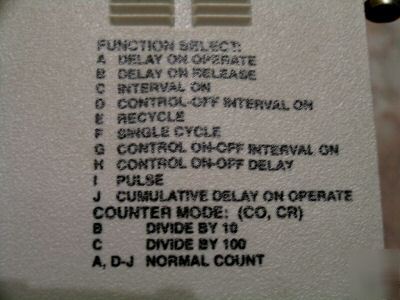 FUNCTION SELECT:
A DELAY ON OPERATE
B DELAY ON RELEASE
C INTERVAL ON
D CONTROL-OFF INTERVAL ON
E RECYCLE
F SINGLE CYCLE
G CONTROL ON-OFF INTERVAL ON
H CONTROL ON-OFF DELAY
I PULSE
J CUMULATIVE DELAY ON OPERATE
COUNTER MODE: (CO, CR)
B DIVIDE BY 10
C DIVIDE BY 100
A, D-J NORMAL COUNT